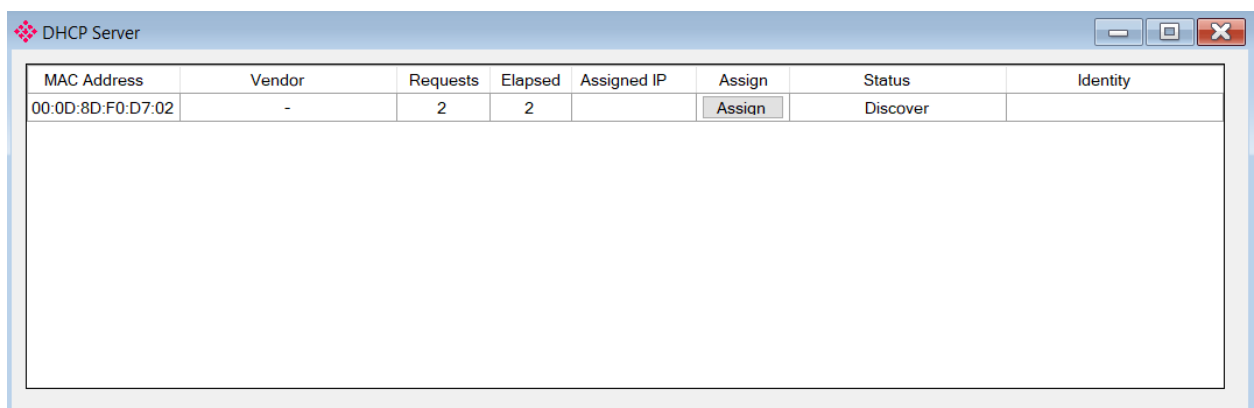 DHCP Server
MAC Address Vendor Requests Elapsed Assigned IP Assign Status Identity
00:0D:8D:F0:D7:02 - 2 2 Assign Discover